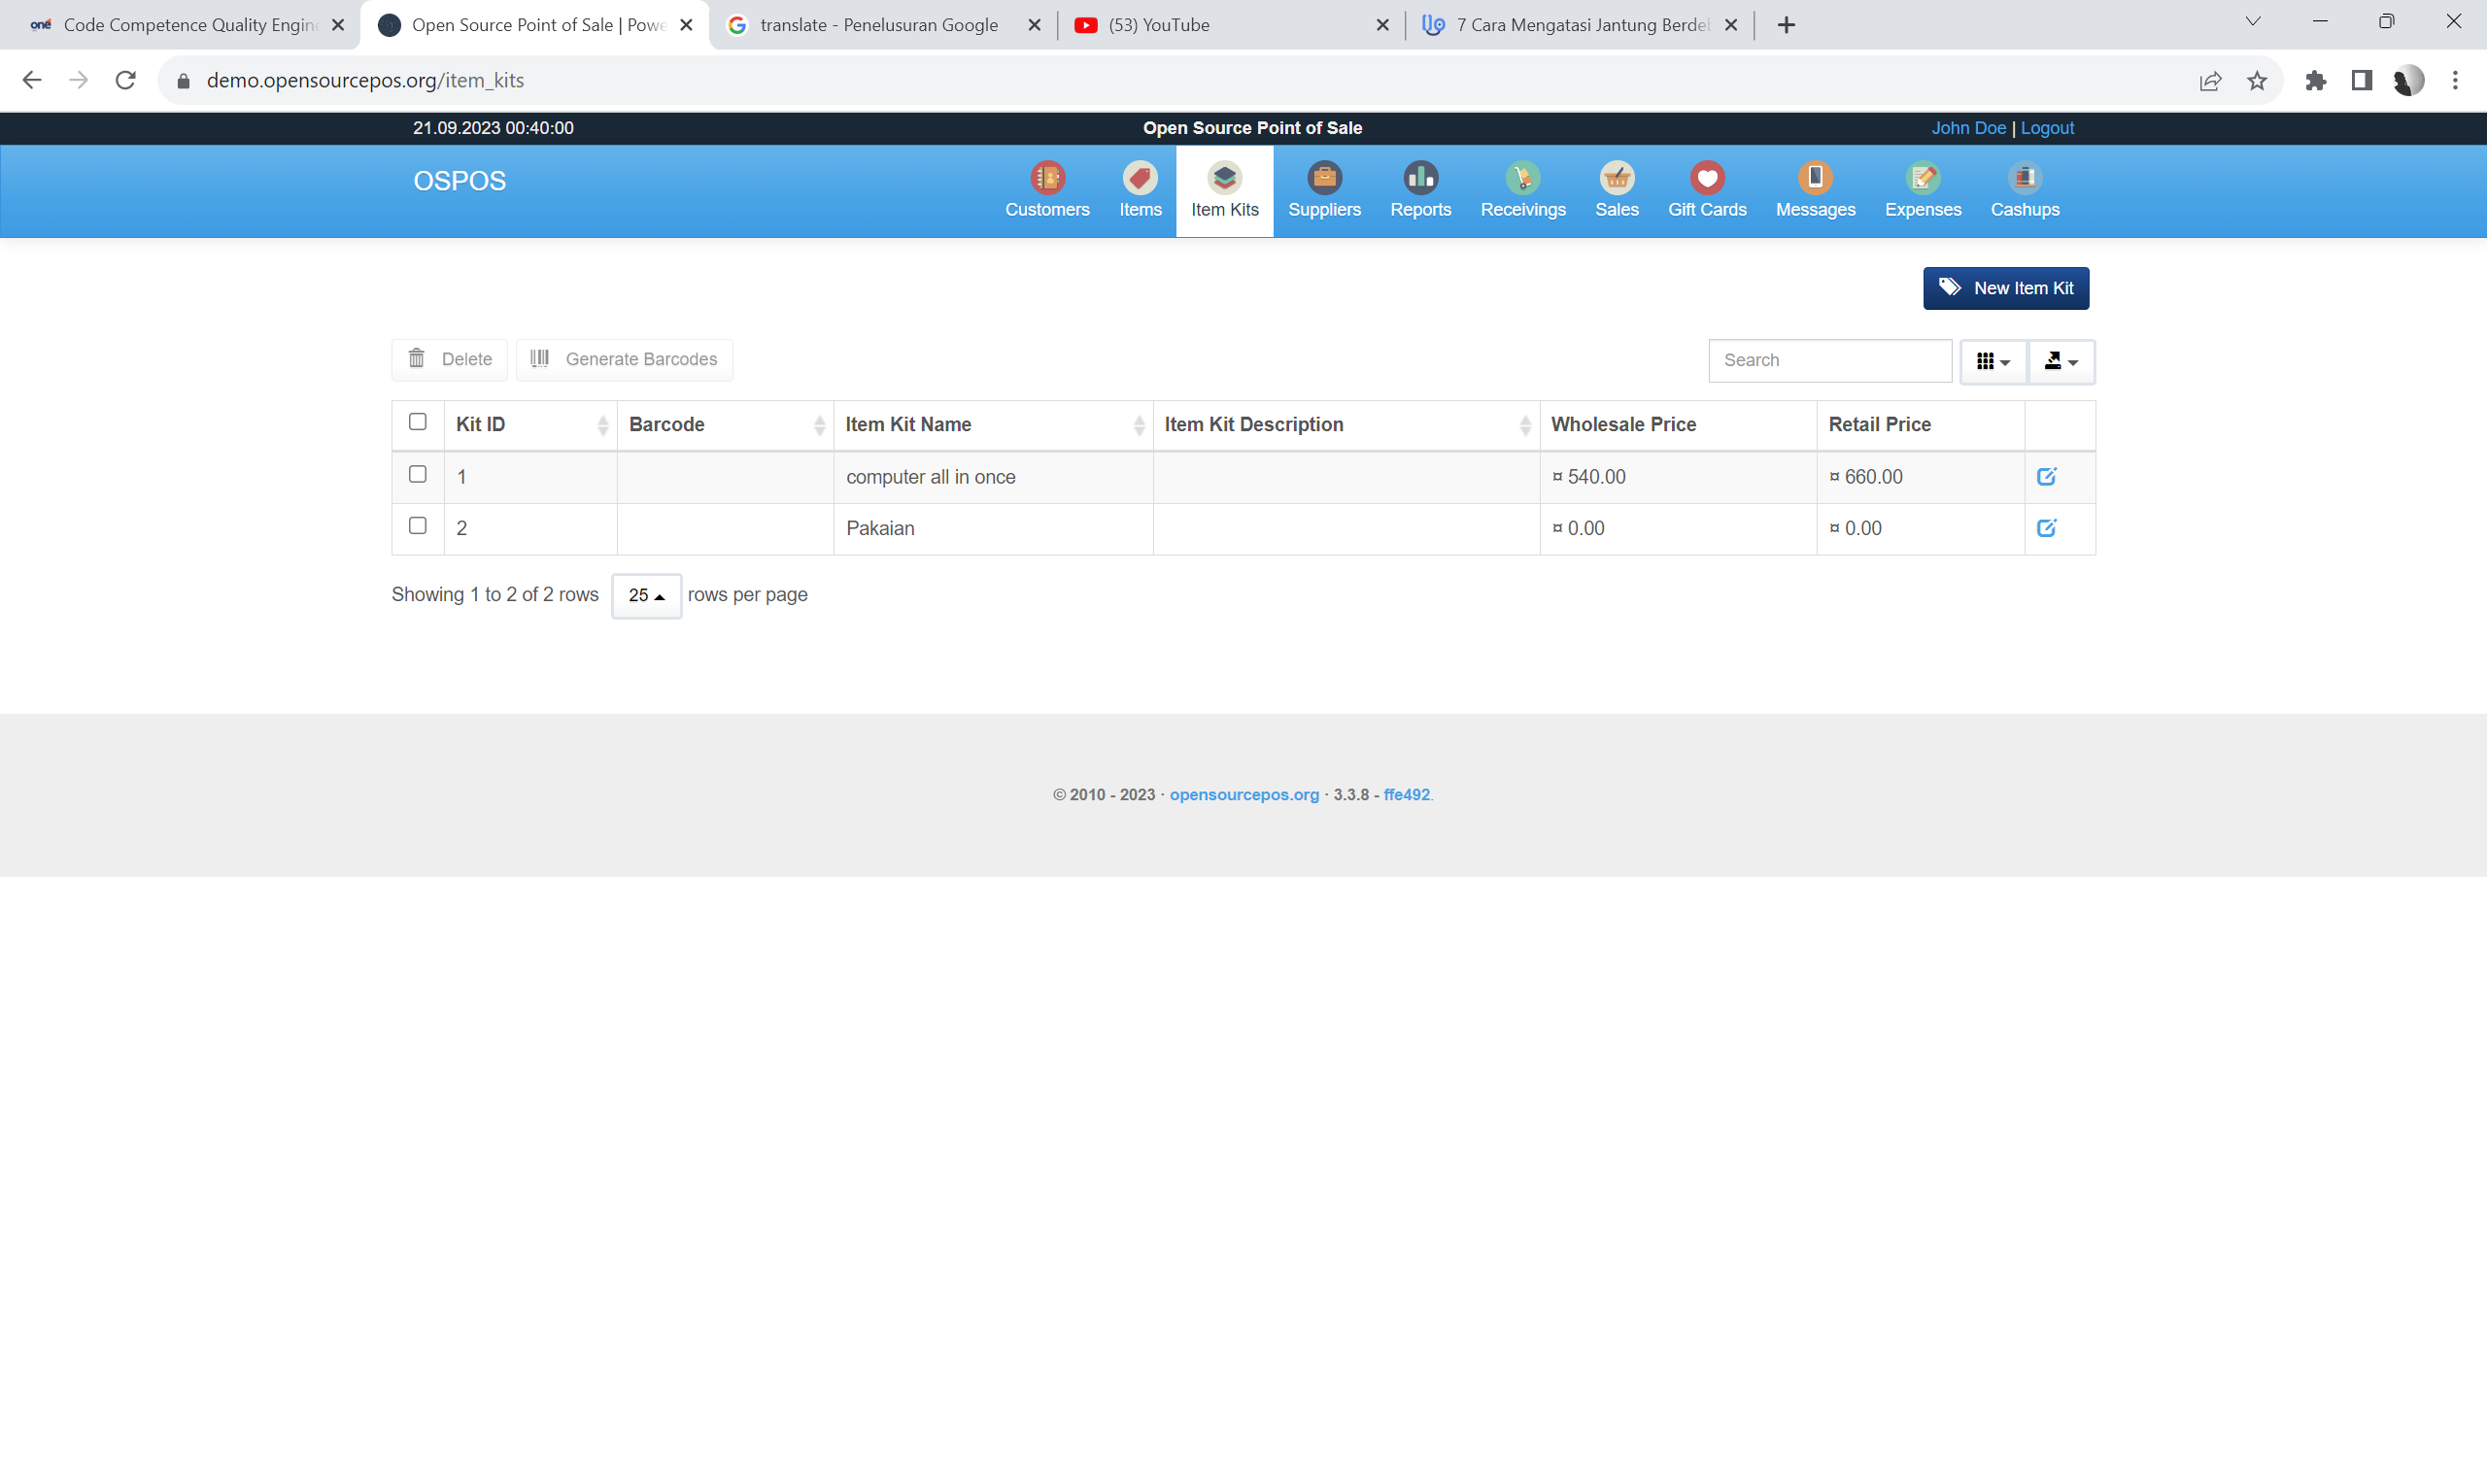 one Code Competence Quality Engine
Open Source Point of Sale | Powe
translate - Penelusuran Google
(53) YouTube
7 Cara Mengatasi Jantung Berdeb
demo.opensourcepos.org/item_kits
21.09.2023 00:40:00
Open Source Point of Sale
John Doe | Logout
OSPOS
Customers
Items
Item Kits
Suppliers
Reports
Receivings
Sales
Gift Cards
Messages
Expenses
Cashups
New Item Kit
Delete
Generate Barcodes
Search
Kit ID Barcode Item Kit Name Item Kit Description Wholesale Price Retail Price
1 computer all in once ¤ 540.00 ¤ 660.00
2 Pakaian ¤ 0.00 ¤ 0.00
Showing 1 to 2 of 2 rows 25 rows per page
© 2010 - 2023 · opensourcepos.org · 3.3.8 - ffe492.